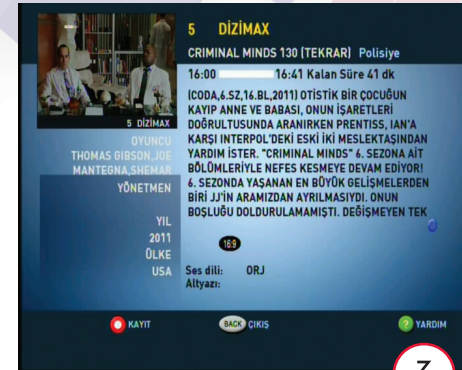 5 DİZİMAX
CRIMINAL MINDS 130 (TEKRAR) Polisiye
16:00 16:41 Kalan Süre 41 dk
(CODA,6.SZ,16.BL,2011) OTİSTİK BİR ÇOCUĞUN
KAYIP ANNE VE BABASI, ONUN İŞARETLERİ
DOĞRULTUSUNDA ARANIRKEN PRENTISS, IAN'A
KARŞI INTERPOL'DEKİ ESKİ İKİ MESLEKTAŞINDAN
YARDIM İSTER. "CRIMINAL MINDS" 6. SEZONA AİT
BÖLÜMLERİYLE NEFES KESMEYE DEVAM EDİYOR!
6. SEZONDA YAŞANAN EN BÜYÜK GELİŞMELERDEN
BİRİ JJ'İN ARAMIZDAN AYRILMASIYDI. ONUN
BOŞLUĞU DOLDURULAMAMIŞTI. DEĞİŞMEYEN TEK
5 DİZİMAX
OYUNCU
THOMAS GIBSON,JOE
MANTEGNA,SHEMAR
YÖNETMEN
YIL
2011
ÜLKE
USA
16:9
Ses dili: ORJ
Altyazı:
KAYIT
BACK ÇIKIŞ
? YARDIM
3